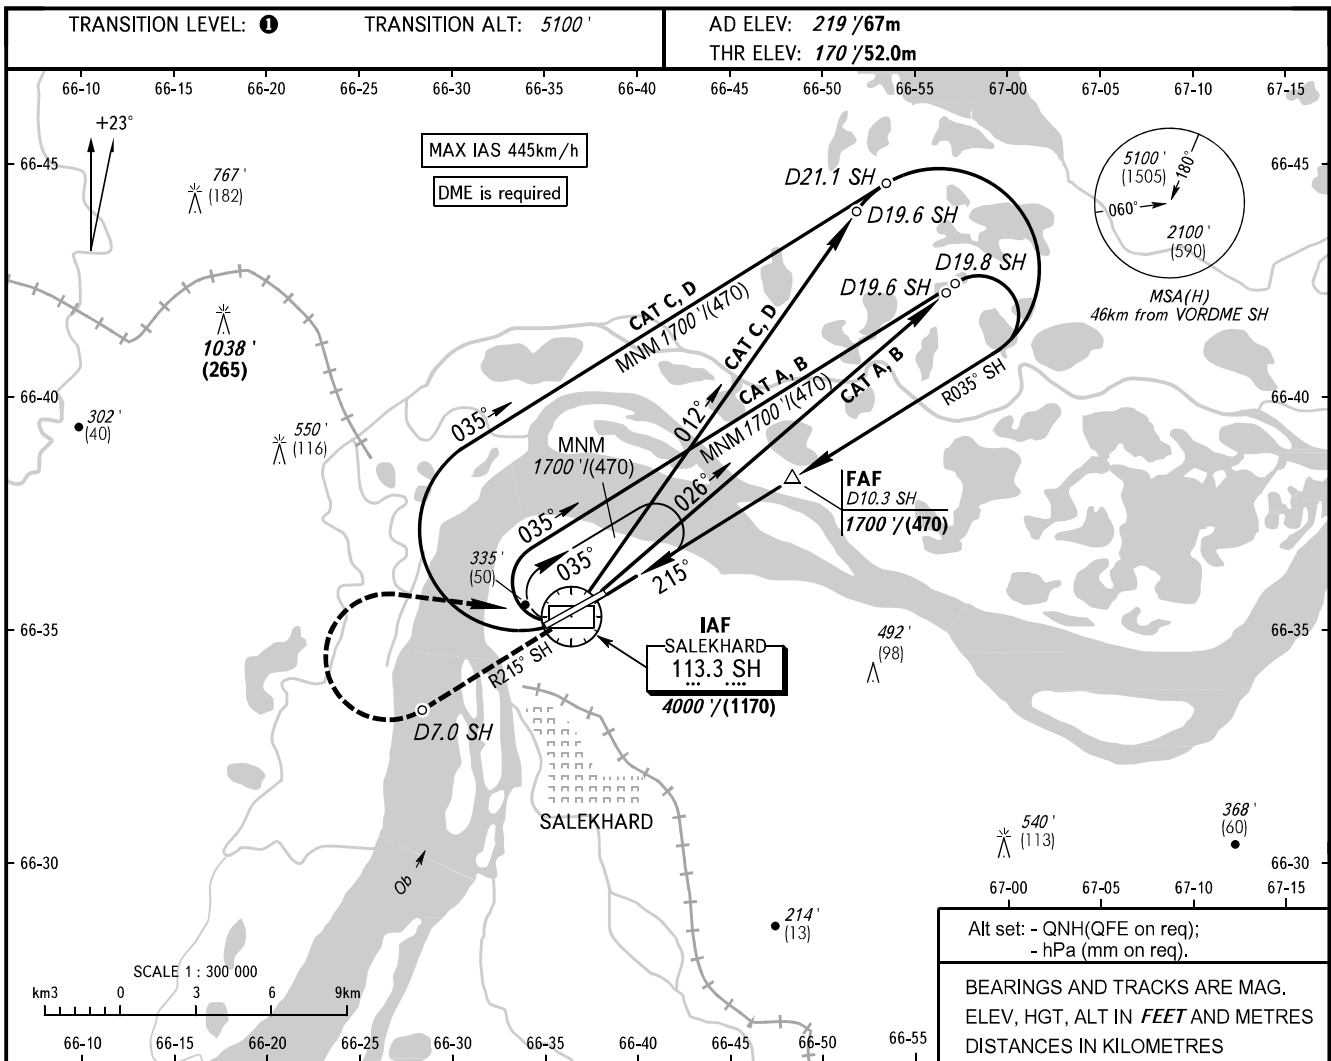 TRANSITION LEVEL: ❶ TRANSITION ALT: 5100 '
AD ELEV: 219 '/67m
THR ELEV: 170 '/52.0m
66-10 66-15 66-20 66-25 66-30 66-35 66-40 66-45 66-50 66-55 67-00 67-05 67-10 67-15
+23°
MAX IAS 445km/h
DME is required
66-45
66-45
767 '
(182)
5100 '
(1505)
180°
060°
2100 '
(590)
MSA(H)
46km from VORDME SH
D21.1 SH
D19.6 SH
D19.8 SH
D19.6 SH
1038 '
(265)
CAT C, D
MNM 1700 '/(470)
CAT C, D
CAT A, B
MNM 1700 '/(470)
CAT A, B
R035° SH
66-40
66-40
302 '
(40)
550 '
(116)
035°
012°
MNM
1700 '/(470)
026°
FAF
D10.3 SH
1700 '/(470)
035°
335 '
(50)
035°
215°
66-35
66-35
IAF
SALEKHARD
113.3 SH
4000 '/(1170)
492 '
(98)
R215° SH
D7.0 SH
SALEKHARD
Ob
66-30
66-30
540 '
(113)
368 '
(60)
67-00 67-05 67-10 67-15
214 '
(13)
Alt set: - QNH(QFE on req);
- hPa (mm on req).
SCALE 1 : 300 000
km3 0 3 6 9km
BEARINGS AND TRACKS ARE MAG.
ELEV, HGT, ALT IN FEET AND METRES
DISTANCES IN KILOMETRES
66-10 66-15 66-20 66-25 66-30 66-35 66-40 66-45 66-50 66-55